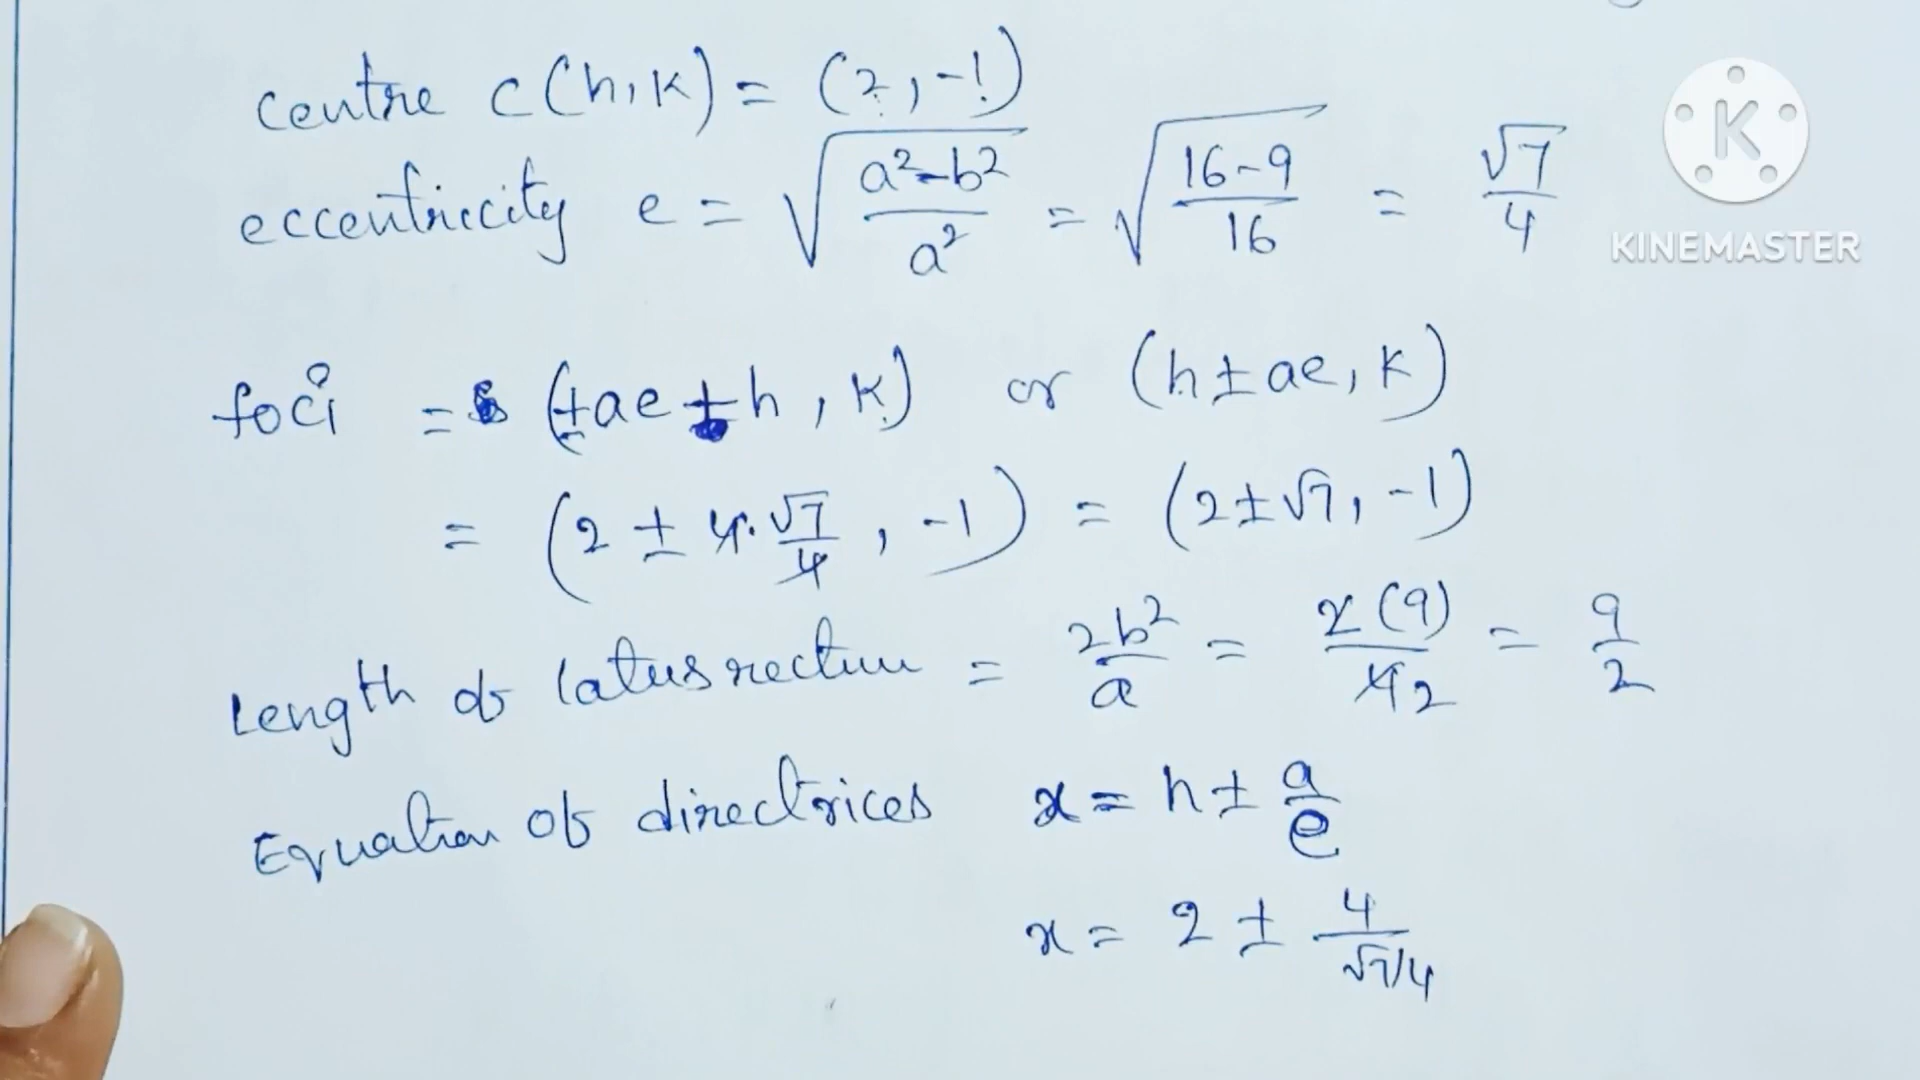 centre C(h,K) = (2,-1)
eccentricity e = √(a²-b²/a²) = √(16-9/16) = √7/4
K
KINEMASTER
foci = (±ae+h, K) or (h±ae, K)
= (2 ± 4·√7/4, -1) = (2±√7, -1)
Length of latusrectum = 2b²/a = 2(9)/4 2 = 9/2
Equation of directrices x = h ± a/e
x = 2 ± 4/√7/4